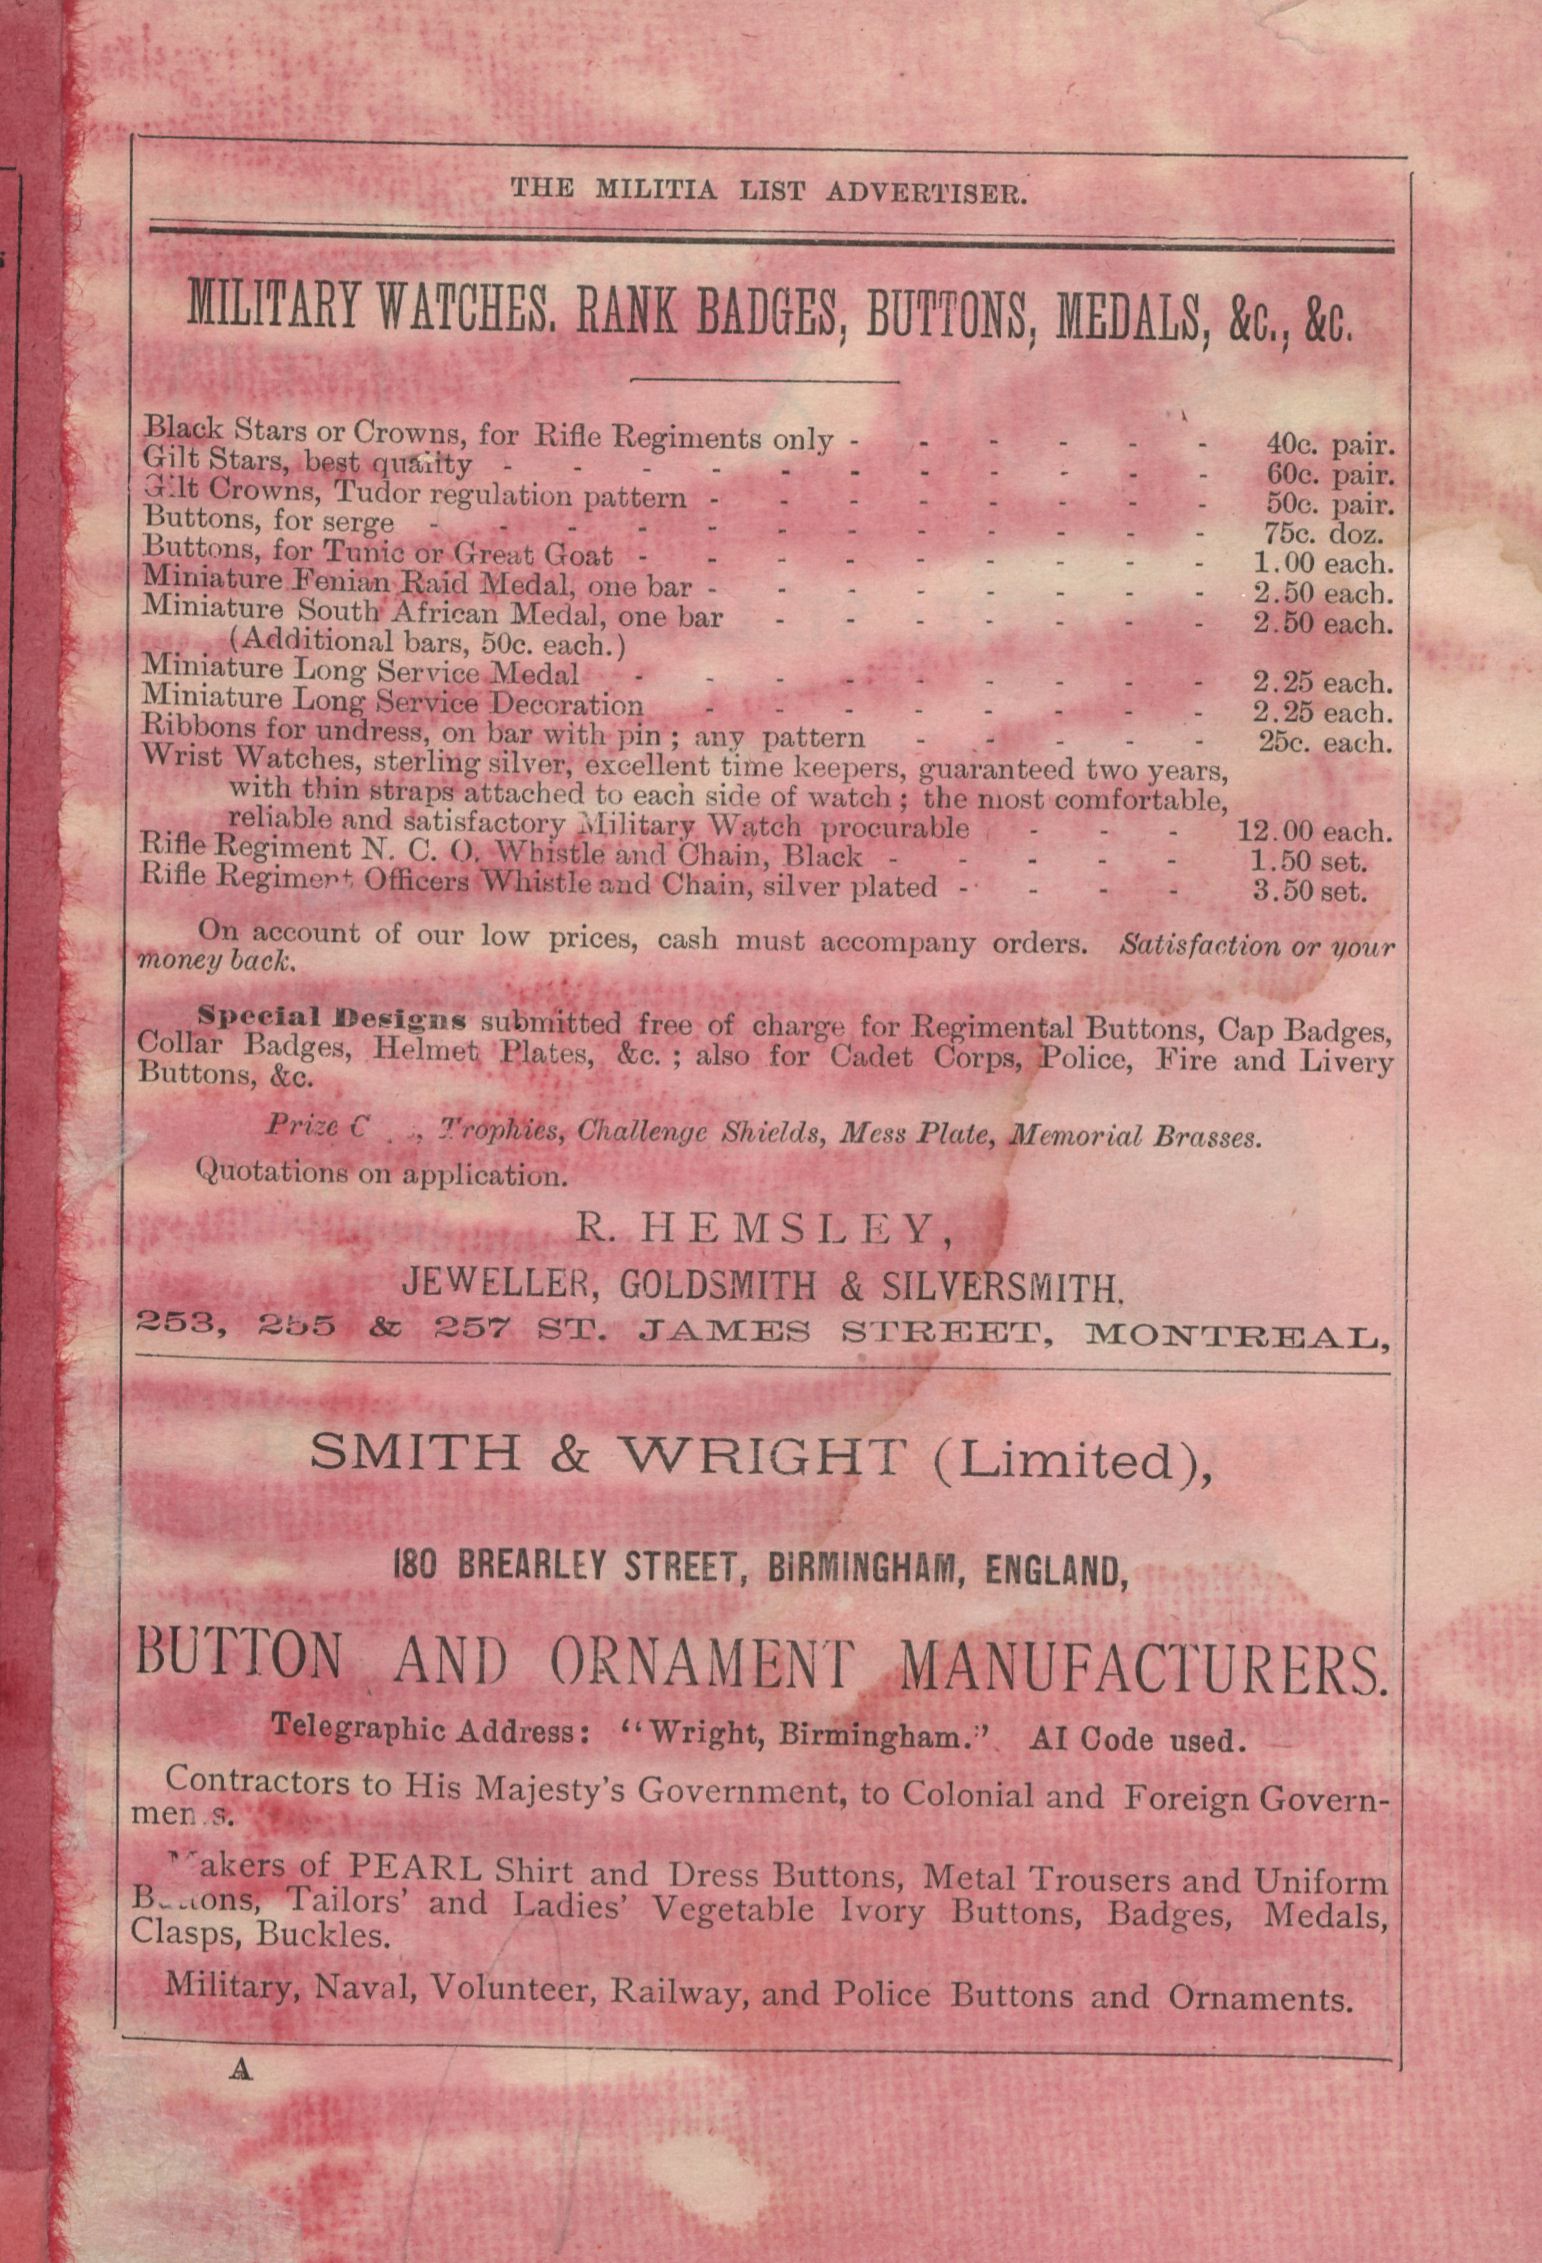 THE MILITIA LIST ADVERTISER.
MILITARY WATCHES. RANK BADGES, BUTTONS, MEDALS, &c., &c.
Black Stars or Crowns, for Rifle Regiments only - - - - - - 40c. pair.
Gilt Stars, best quality - - - - - - - - - - - 60c. pair.
Gilt Crowns, Tudor regulation pattern - - - - - - - - 50c. pair.
Buttons, for serge - - - - - - - - - - - - 75c. doz.
Buttons, for Tunic or Great Goat - - - - - - - - - 1.00 each.
Miniature Fenian Raid Medal, one bar - - - - - - - - 2.50 each.
Miniature South African Medal, one bar - - - - - - - 2.50 each.
(Additional bars, 50c. each.)
Miniature Long Service Medal - - - - - - - - - 2.25 each.
Miniature Long Service Decoration - - - - - - - - 2.25 each.
Ribbons for undress, on bar with pin ; any pattern - - - - - 25c. each.
Wrist Watches, sterling silver, excellent time keepers, guaranteed two years,
with thin straps attached to each side of watch ; the most comfortable,
reliable and satisfactory Military Watch procurable - - - 12.00 each.
Rifle Regiment N. C. O. Whistle and Chain, Black - - - - - 1.50 set.
Rifle Regiment Officers Whistle and Chain, silver plated - - - - 3.50 set.
On account of our low prices, cash must accompany orders. Satisfaction or your
money back.
Special Designs submitted free of charge for Regimental Buttons, Cap Badges,
Collar Badges, Helmet Plates, &c. ; also for Cadet Corps, Police, Fire and Livery
Buttons, &c.
Prize Trophies, Challenge Shields, Mess Plate, Memorial Brasses.
Quotations on application.
R. HEMSLEY,
JEWELLER, GOLDSMITH & SILVERSMITH.
253, 255 & 257 ST. JAMES STREET, MONTREAL,
SMITH & WRIGHT (Limited),
180 BREARLEY STREET, BIRMINGHAM, ENGLAND,
BUTTON AND ORNAMENT MANUFACTURERS.
Telegraphic Address: "Wright, Birmingham." AI Code used.
Contractors to His Majesty's Government, to Colonial and Foreign Govern-
ments.
Makers of PEARL Shirt and Dress Buttons, Metal Trousers and Uniform
Buttons, Tailors' and Ladies' Vegetable Ivory Buttons, Badges, Medals,
Clasps, Buckles.
Military, Naval, Volunteer, Railway, and Police Buttons and Ornaments.
A